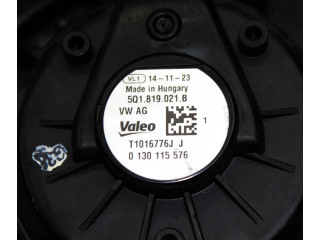 VL1 14-11-23
Made in Hungary
5Q1.819.021.B
VW AG
Valeo
1
T1016776J J
0 130 115 576